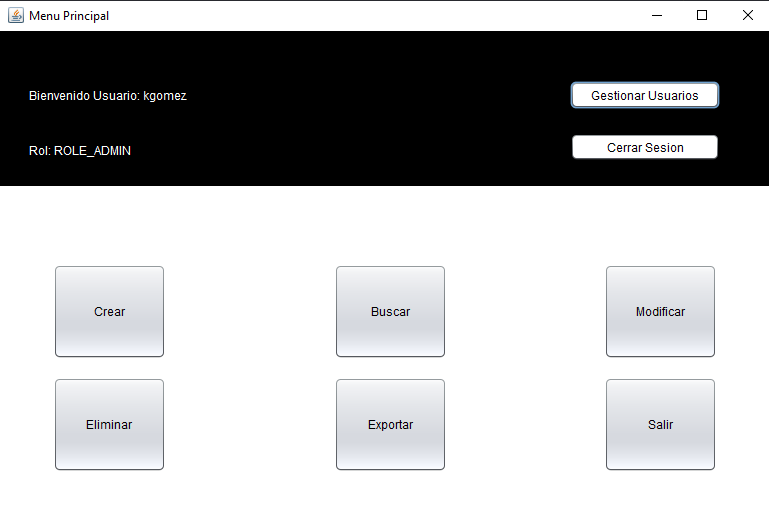 Menu Principal
Bienvenido Usuario: kgomez
Gestionar Usuarios
Rol: ROLE_ADMIN
Cerrar Sesion
Crear
Buscar
Modificar
Eliminar
Exportar
Salir